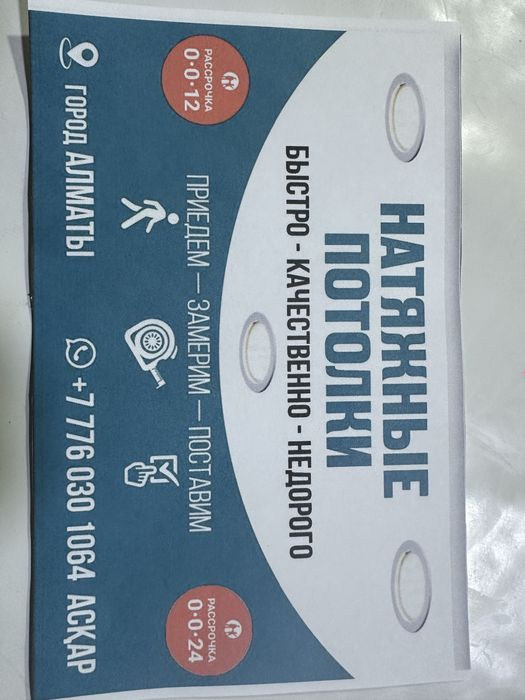 НАТЯЖНЫЕ
ПОТОЛКИ
БЫСТРО - КАЧЕСТВЕННО - НЕДОРОГО
РАССРОЧКА
0·0·12
ПРИЕДЕМ — ЗАМЕРИМ — ПОСТАВИМ
РАССРОЧКА
0·0·24
ГОРОД АЛМАТЫ
+7 776 030 1064 АСКАР